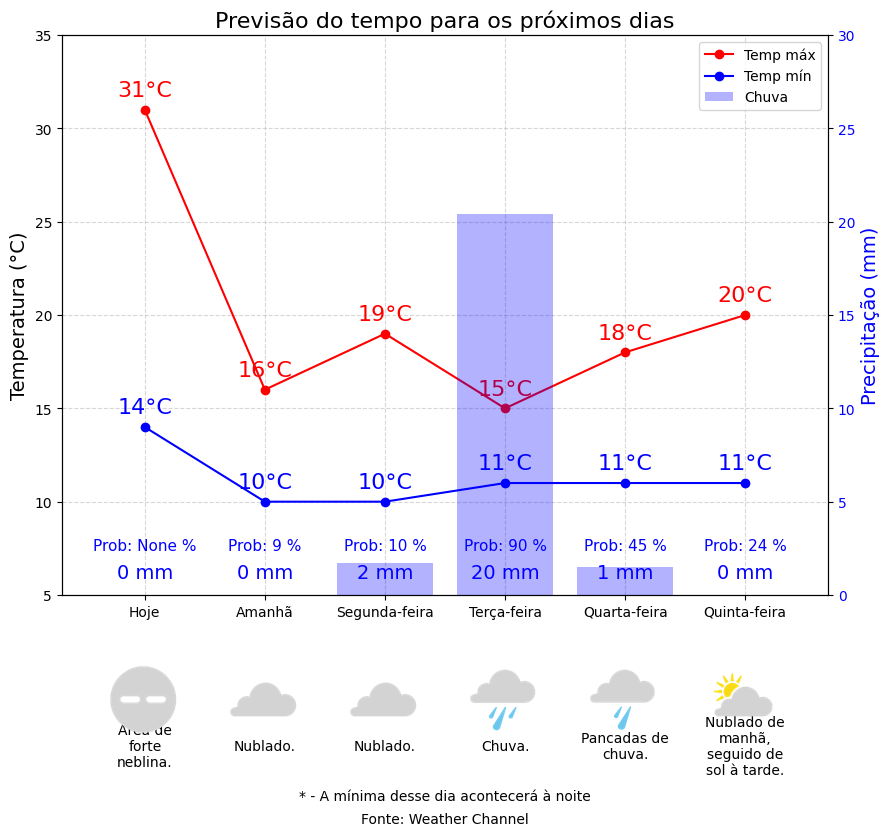 Previsão do tempo para os próximos dias
Temp máx
Temp mín
Chuva
Temperatura (°C)
Precipitação (mm)
35
30
25
20
15
10
5
30
25
20
15
10
5
0
31°C
16°C
19°C
15°C
18°C
20°C
14°C
10°C
10°C
11°C
11°C
11°C
Prob: None %
Prob: 9 %
Prob: 10 %
Prob: 90 %
Prob: 45 %
Prob: 24 %
0 mm
0 mm
2 mm
20 mm
1 mm
0 mm
Hoje
Amanhã
Segunda-feira
Terça-feira
Quarta-feira
Quinta-feira
Área de
forte
neblina.
Nublado.
Nublado.
Chuva.
Pancadas de
chuva.
Nublado de
manhã,
seguido de
sol à tarde.
* - A mínima desse dia acontecerá à noite
Fonte: Weather Channel